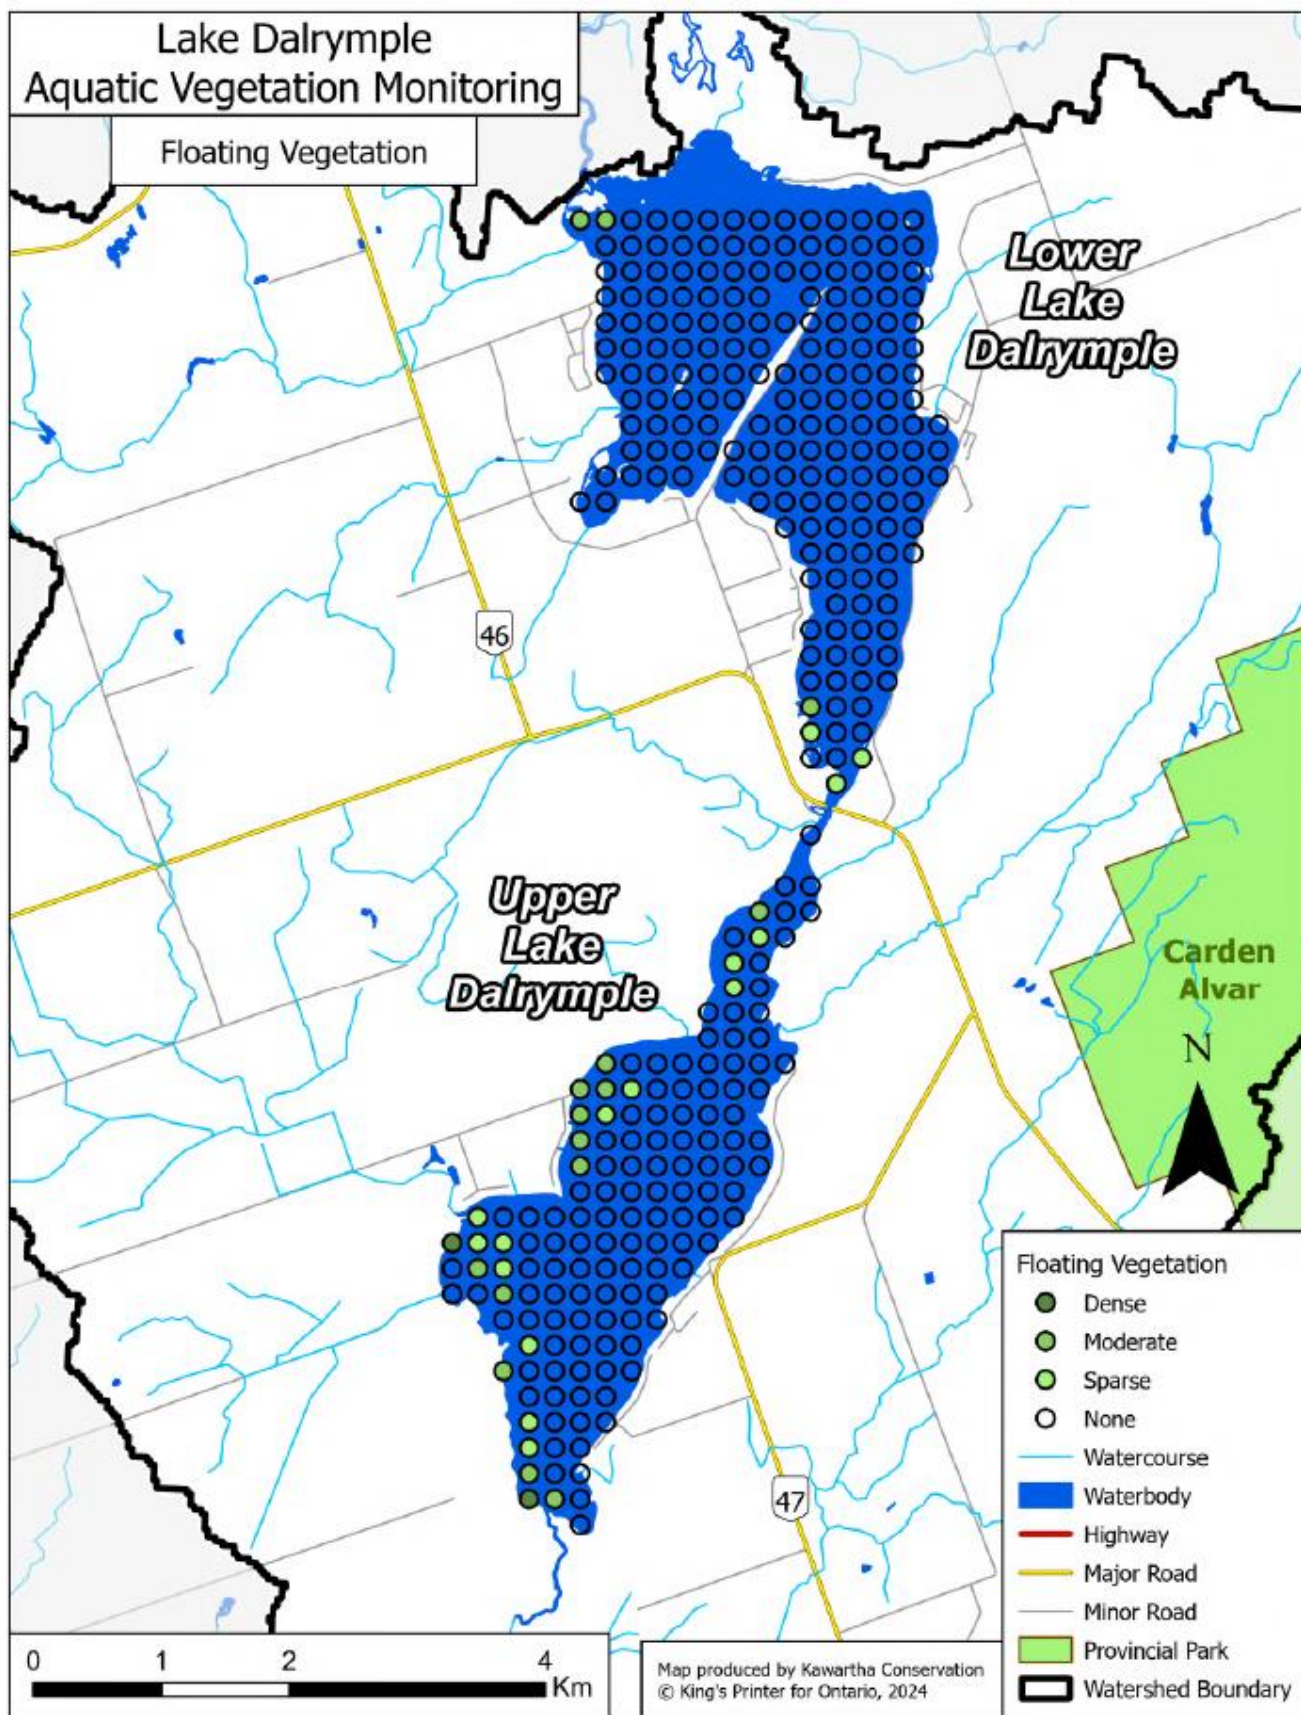 Lake Dalrymple
Aquatic Vegetation Monitoring
Floating Vegetation
Lower
Lake
Dalrymple
46
Upper
Lake
Dalrymple
Carden
Alvar
N
47
Floating Vegetation
Dense
Moderate
Sparse
None
Watercourse
Waterbody
Highway
Major Road
Minor Road
Provincial Park
Watershed Boundary
0 1 2 4
Km
Map produced by Kawartha Conservation
© King's Printer for Ontario, 2024